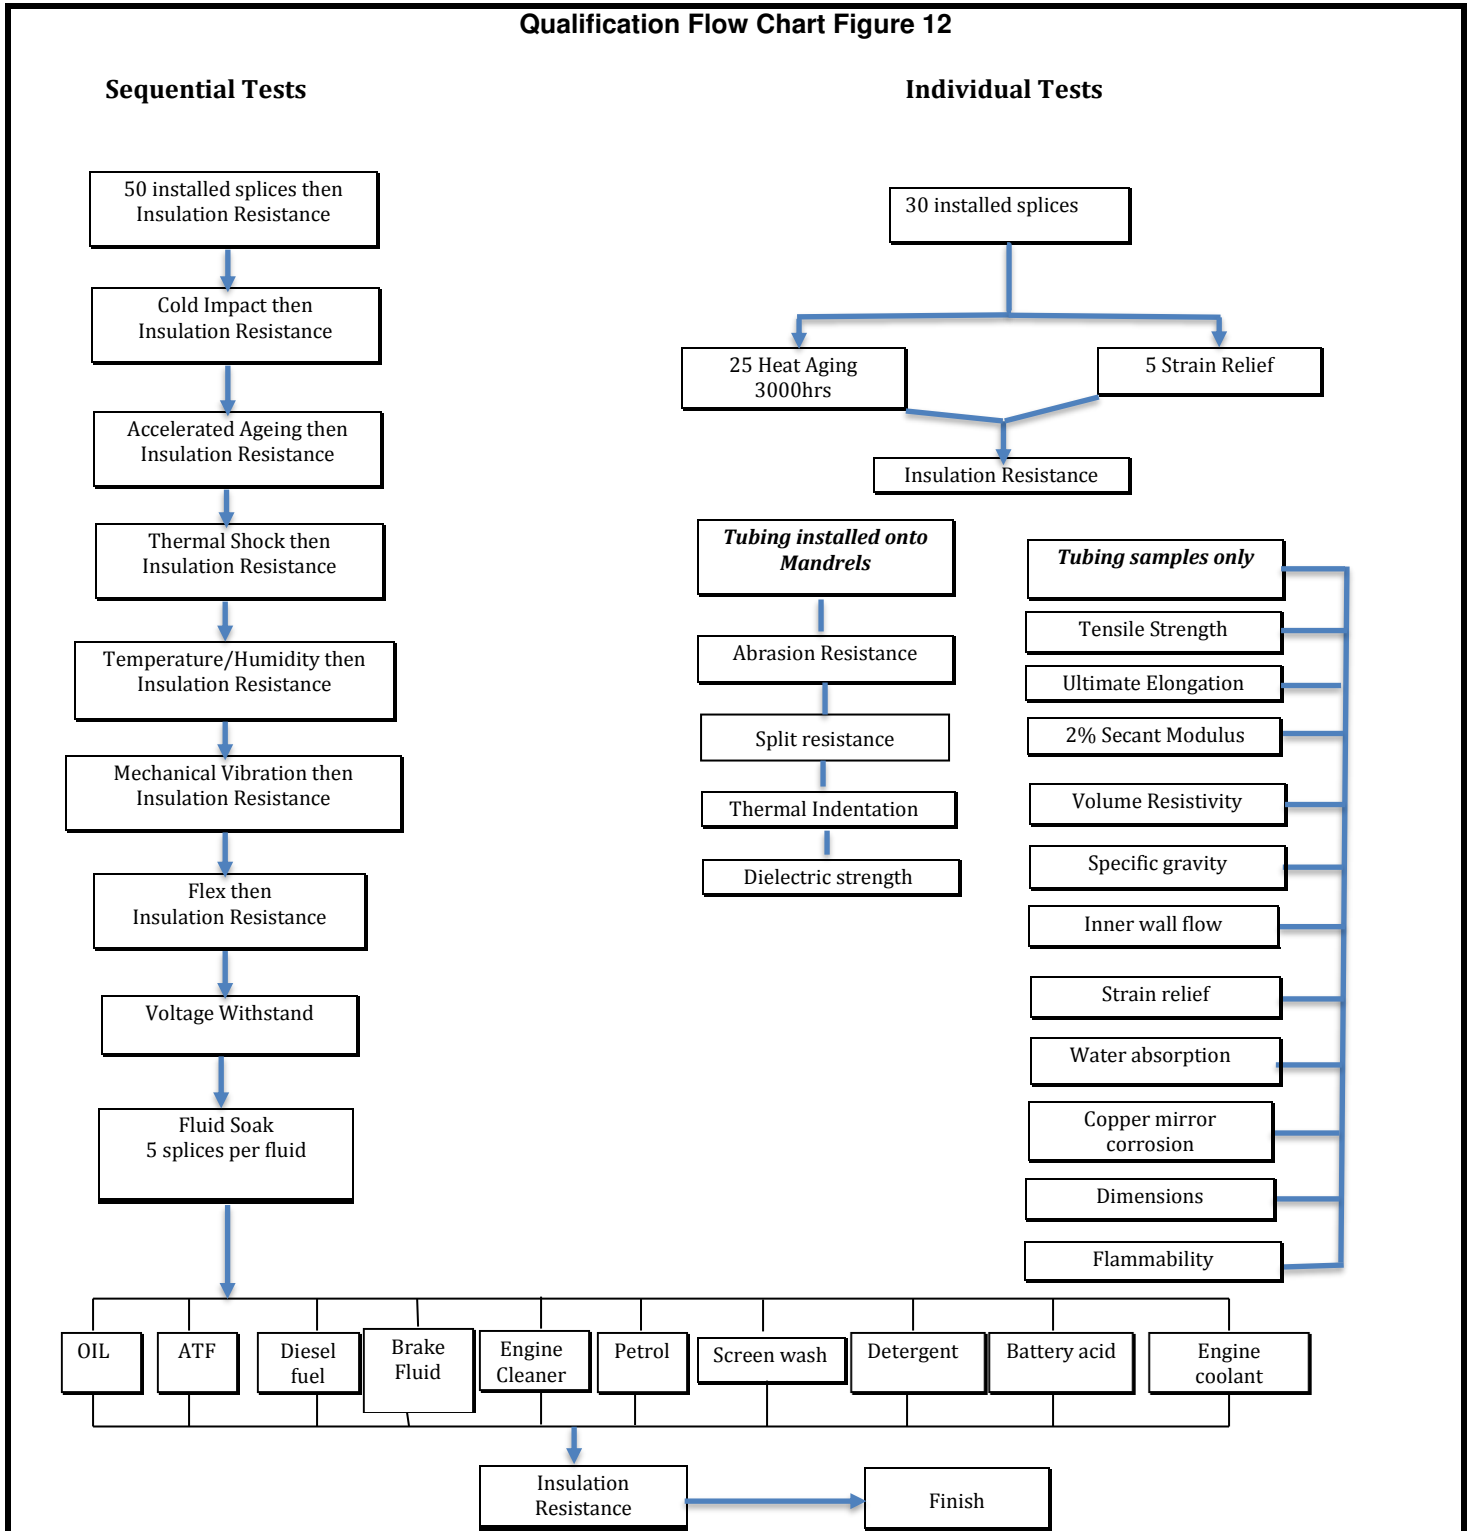 Qualification Flow Chart Figure 12
Sequential Tests
50 installed splices then
Insulation Resistance
Cold Impact then
Insulation Resistance
Accelerated Ageing then
Insulation Resistance
Thermal Shock then
Insulation Resistance
Temperature/Humidity then
Insulation Resistance
Mechanical Vibration then
Insulation Resistance
Flex then
Insulation Resistance
Voltage Withstand
Fluid Soak
5 splices per fluid
OIL
ATF
Diesel
fuel
Brake
Fluid
Engine
Cleaner
Petrol
Screen wash
Detergent
Battery acid
Engine
coolant
Insulation
Resistance
Finish
Individual Tests
30 installed splices
25 Heat Aging
3000hrs
5 Strain Relief
Insulation Resistance
Tubing installed onto
Mandrels
Abrasion Resistance
Split resistance
Thermal Indentation
Dielectric strength
Tubing samples only
Tensile Strength
Ultimate Elongation
2% Secant Modulus
Volume Resistivity
Specific gravity
Inner wall flow
Strain relief
Water absorption
Copper mirror
corrosion
Dimensions
Flammability